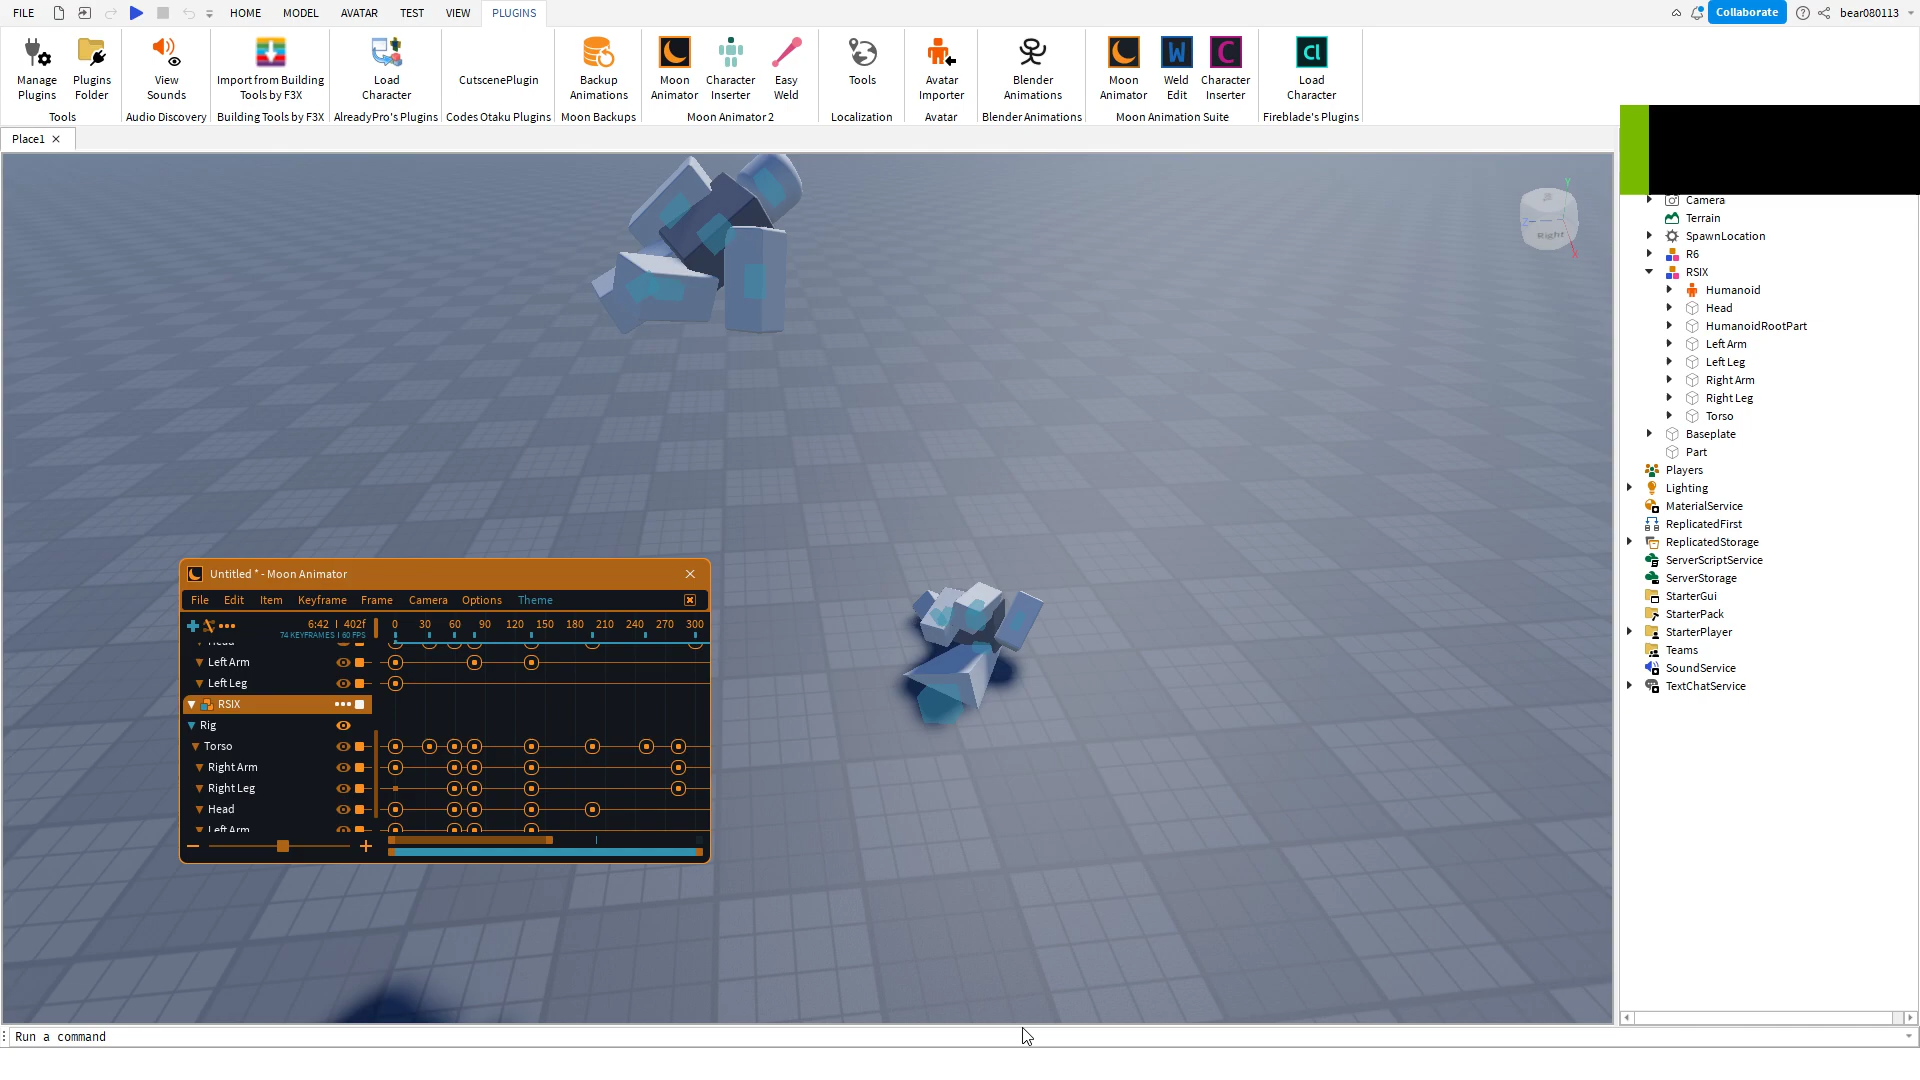 FILE HOME MODEL AVATAR TEST VIEW PLUGINS Collaborate bear080113
Manage Plugins
Plugins Folder
View Sounds
Import from Building Tools by F3X
Load Character
CutscenePlugin
Backup Animations
Moon Animator
Character Inserter
Easy Weld
Tools
Avatar Importer
Blender Animations
Moon Animator
W
Weld Edit
C
Character Inserter
Cl
Load Character
Tools Audio Discovery Building Tools by F3X AlreadyPro's Plugins Codes Otaku Plugins Moon Backups Moon Animator 2 Localization Avatar Blender Animations Moon Animation Suite Fireblade's Plugins
Place1
Y
Z
Right
X
Camera
Terrain
SpawnLocation
R6
RSIX
Humanoid
Head
HumanoidRootPart
Left Arm
Left Leg
Right Arm
Right Leg
Torso
Baseplate
Part
Players
Lighting
MaterialService
ReplicatedFirst
ReplicatedStorage
ServerScriptService
ServerStorage
StarterGui
StarterPack
StarterPlayer
Teams
SoundService
TextChatService
Untitled * - Moon Animator
File Edit Item Keyframe Frame Camera Options Theme
6:42 | 402f 0 30 60 90 120 150 180 210 240 270 300
74 KEYFRAMES | 60 FPS
Head
Left Arm
Left Leg
RSIX
Rig
Torso
Right Arm
Right Leg
Head
Left Arm
Run a command